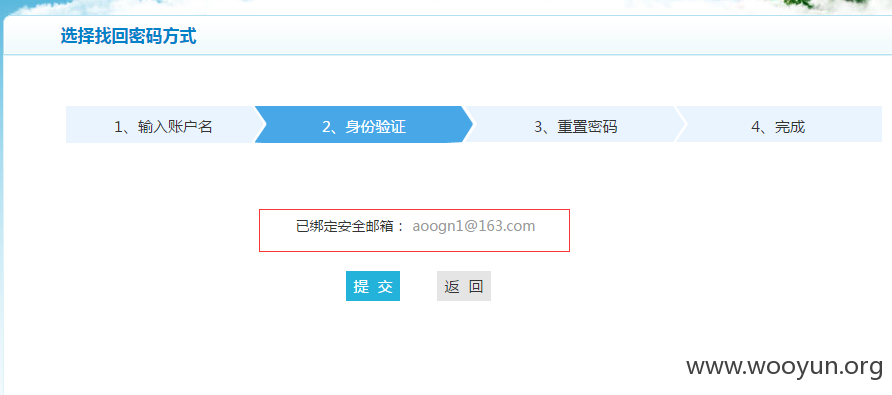 选择找回密码方式
1、输入账户名
2、身份验证
3、重置密码
4、完成
已绑定安全邮箱： aoogn1@163.com
提 交
返 回
www.wooyun.org